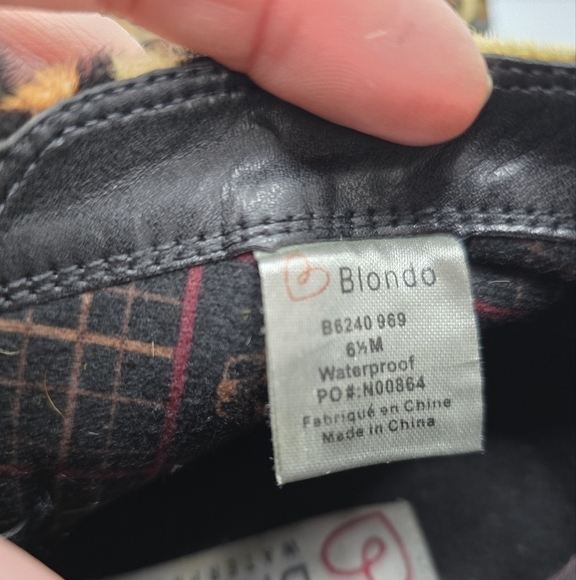 Blondo
B6240 969
6½M
Waterproof
PO#:N00864
Fabriqué en Chine
Made in China